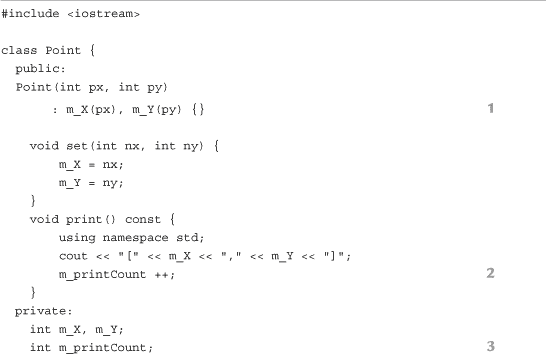 #include <iostream>

class Point {
  public:
  Point(int px, int py)
       : m_X(px), m_Y(py) {}                                  1

    void set(int nx, int ny) {
        m_X = nx;
        m_Y = ny;
    }
    void print() const {
        using namespace std;
        cout << "[" << m_X << "," << m_Y << "]";
        m_printCount ++;                                      2
    }
  private:
    int m_X, m_Y;
    int m_printCount;                                         3